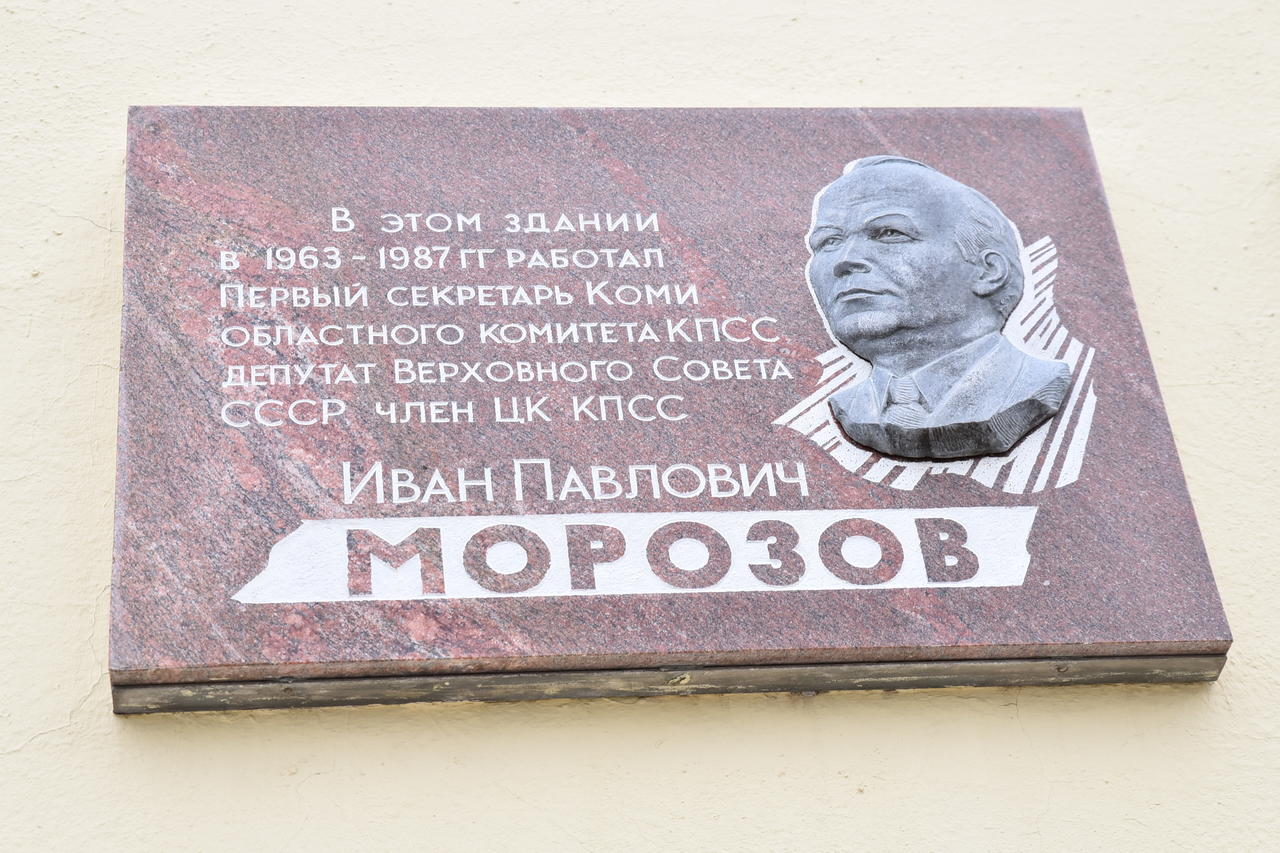 В ЭТОМ ЗДАНИИ
В 1963-1987 ГГ РАБОТАЛ
ПЕРВЫЙ СЕКРЕТАРЬ КОМИ
ОБЛАСТНОГО КОМИТЕТА КПСС
ДЕПУТАТ ВЕРХОВНОГО СОВЕТА
СССР ЧЛЕН ЦК КПСС
ИВАН ПАВЛОВИЧ
МОРОЗОВ